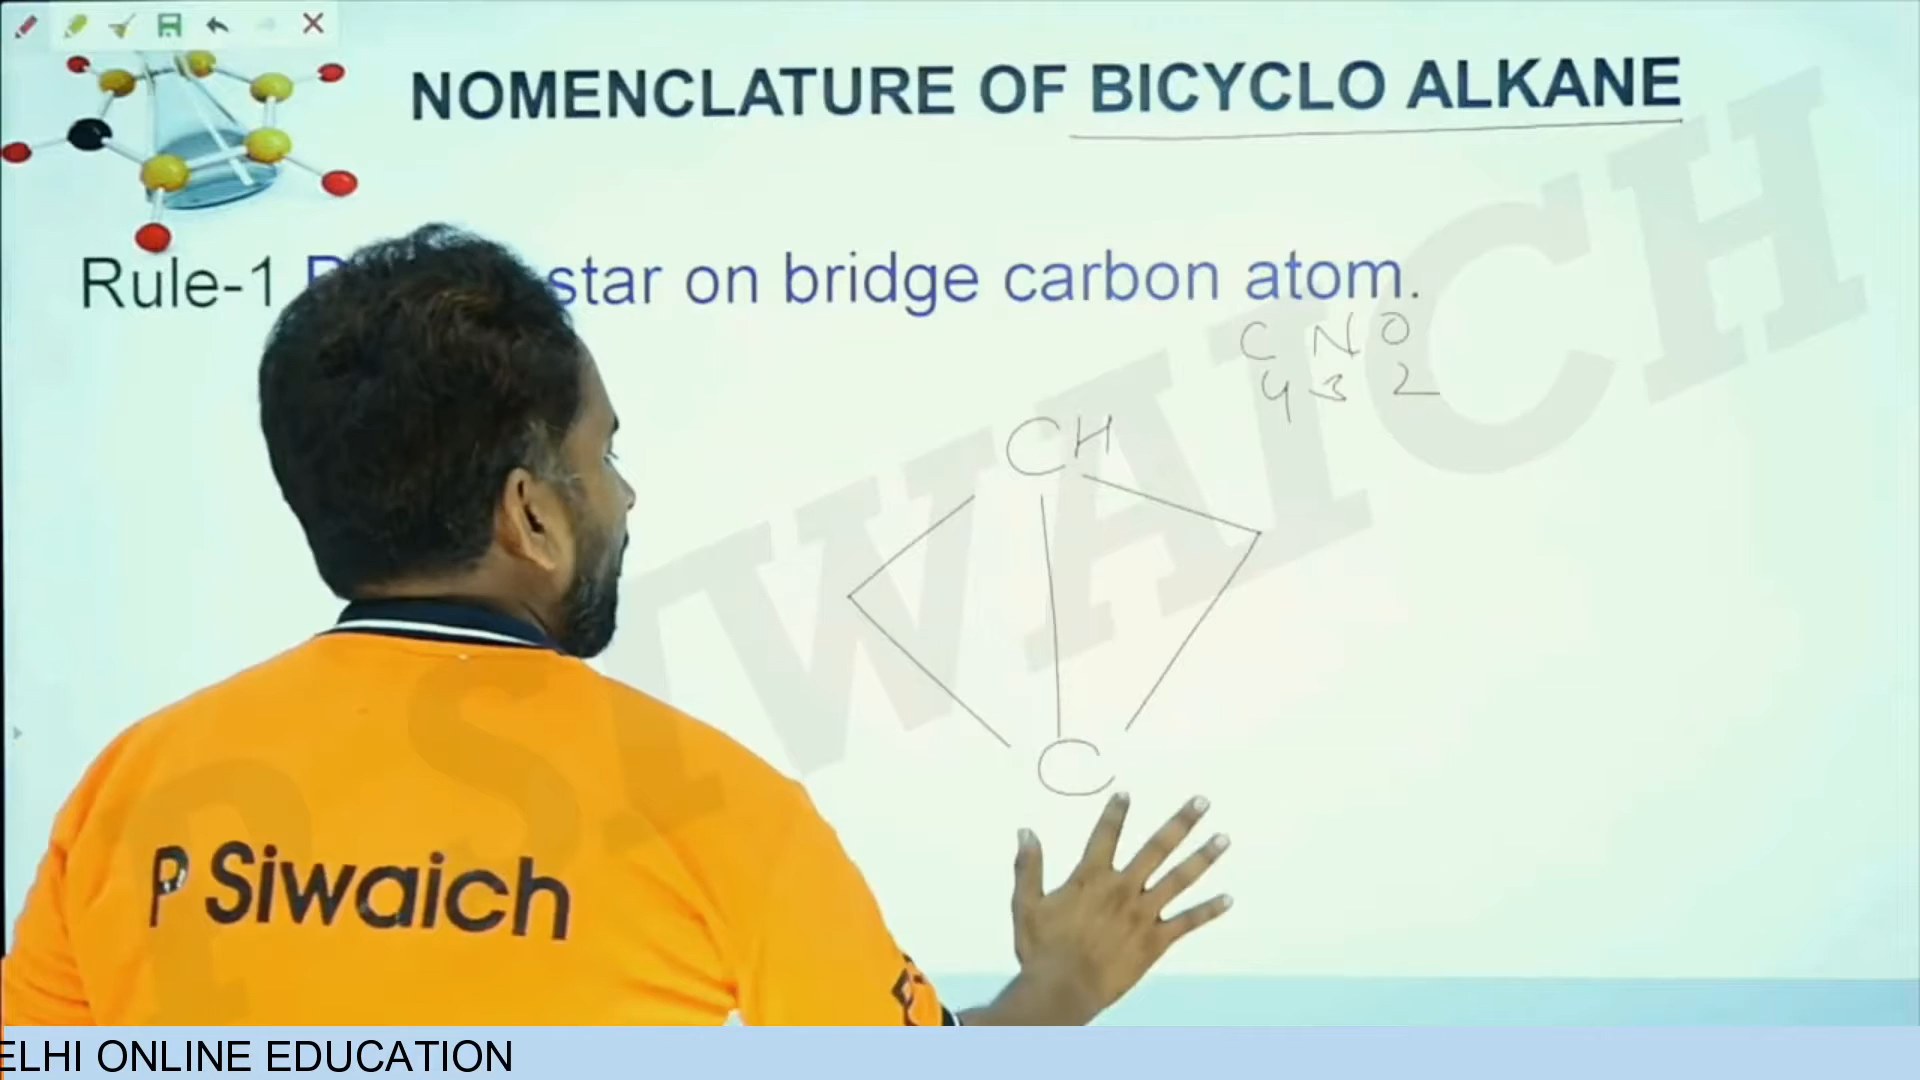 NOMENCLATURE OF BICYCLO ALKANE
Rule-1 star on bridge carbon atom.
C N O
4 3 2
CH
C
P SIWAICH
P Siwaich
ELHI ONLINE EDUCATION